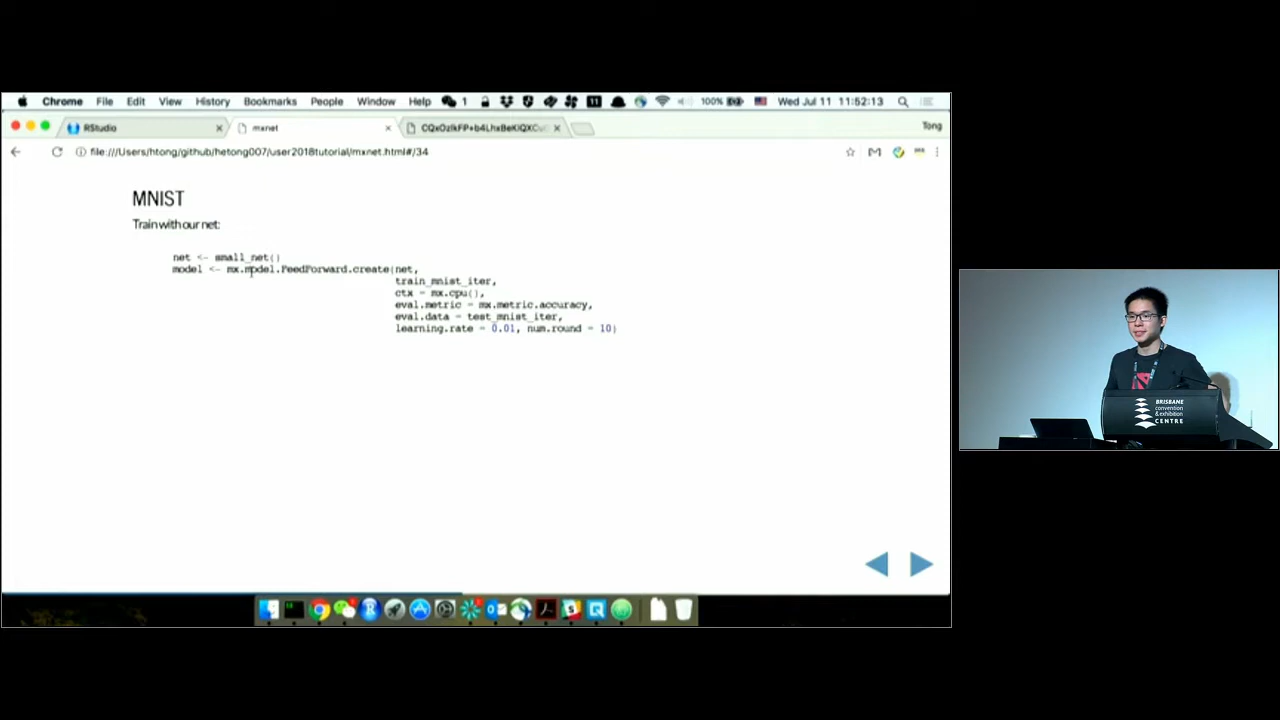 Chrome File Edit View History Bookmarks People Window Help 1 11 100% Wed Jul 11 11:52:13
RStudio mxnet Tong
file:///Users/htong/github/hetong007/user2018tutorial/mxnet.html#/34
MNIST
Train with our net:
net <- small_net()
model <- mx.model.FeedForward.create(net,
train_mnist_iter,
ctx = mx.cpu(),
eval.metric = mx.metric.accuracy,
eval.data = test_mnist_iter,
learning.rate = 0.01, num.round = 10)
BRISBANE
convention
& exhibition
CENTRE